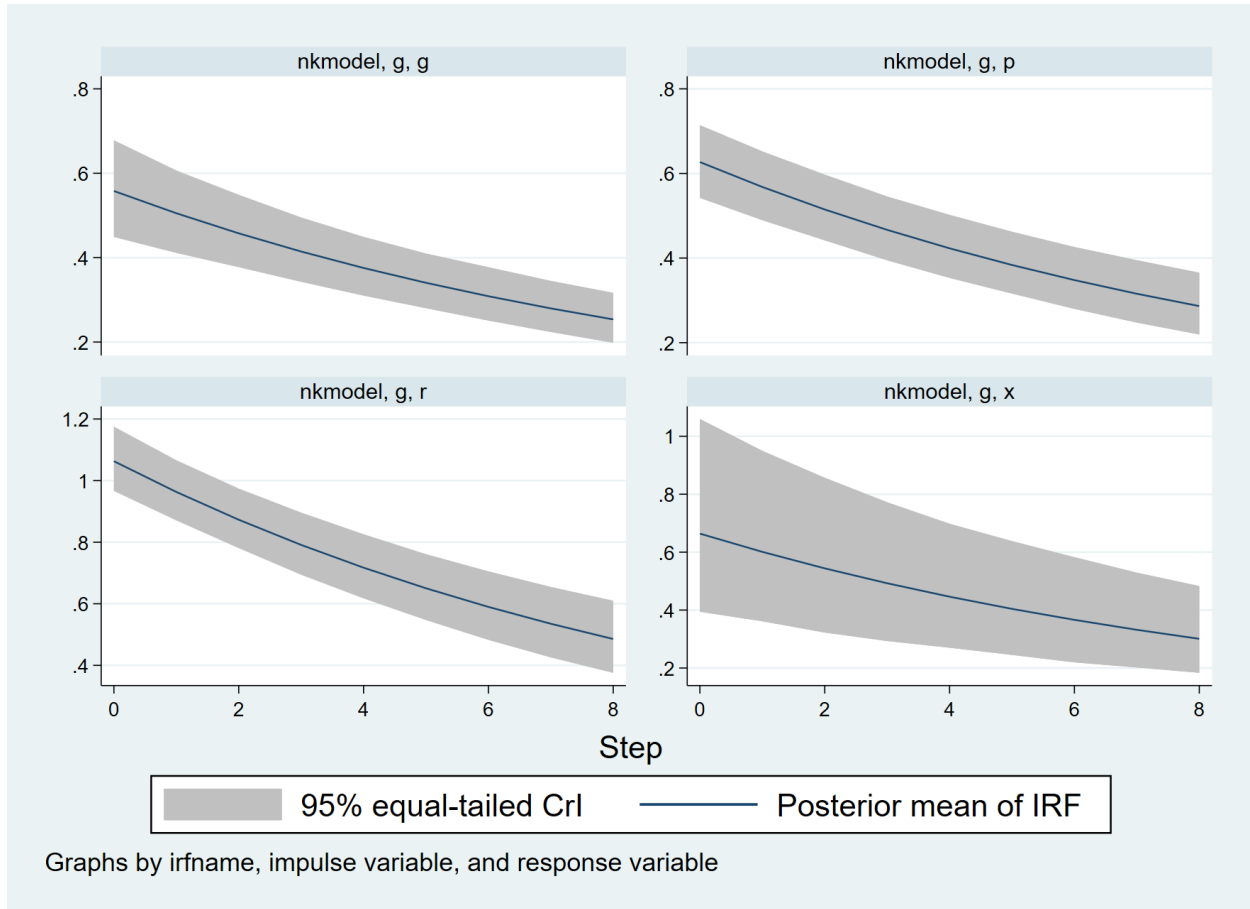 nkmodel, g, g
.8
.6
.4
.2
nkmodel, g, p
.8
.6
.4
.2
nkmodel, g, r
1.2
1
.8
.6
.4
0 2 4 6 8
nkmodel, g, x
1
.8
.6
.4
.2
0 2 4 6 8
Step
95% equal-tailed CrI Posterior mean of IRF
Graphs by irfname, impulse variable, and response variable